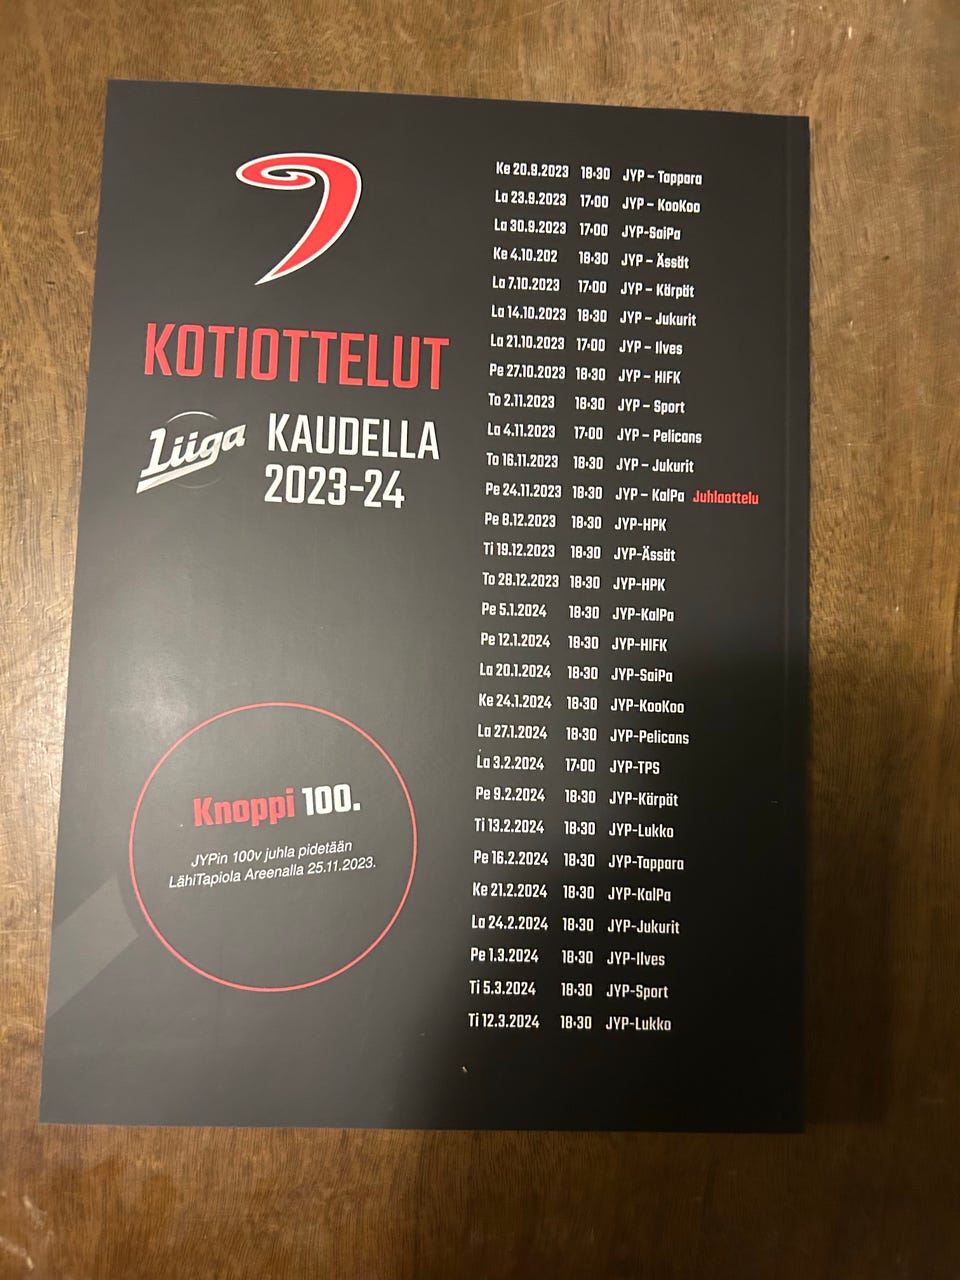 KOTIOTTELUT
Liiga
KAUDELLA
2023-24
Knoppi 100.
JYPin 100v juhla pidetään
LähiTapiola Areenalla 25.11.2023.
Ke 20.9.2023 18:30 JYP – Tappara
La 23.9.2023 17:00 JYP – KooKoo
La 30.9.2023 17:00 JYP-SaiPa
Ke 4.10.202 18:30 JYP – Ässät
La 7.10.2023 17:00 JYP – Kärpät
La 14.10.2023 18:30 JYP – Jukurit
La 21.10.2023 17:00 JYP – Ilves
Pe 27.10.2023 18:30 JYP – HIFK
To 2.11.2023 18:30 JYP – Sport
La 4.11.2023 17:00 JYP – Pelicans
To 16.11.2023 18:30 JYP – Jukurit
Pe 24.11.2023 18:30 JYP – KalPa Juhlaottelu
Pe 8.12.2023 18:30 JYP-HPK
Ti 19.12.2023 18:30 JYP-Ässät
To 28.12.2023 18:30 JYP-HPK
Pe 5.1.2024 18:30 JYP-KalPa
Pe 12.1.2024 18:30 JYP-HIFK
La 20.1.2024 18:30 JYP-SaiPa
Ke 24.1.2024 18:30 JYP-KooKoo
La 27.1.2024 18:30 JYP-Pelicans
La 3.2.2024 17:00 JYP-TPS
Pe 9.2.2024 18:30 JYP-Kärpät
Ti 13.2.2024 18:30 JYP-Lukko
Pe 16.2.2024 18:30 JYP-Tappara
Ke 21.2.2024 18:30 JYP-KalPa
La 24.2.2024 18:30 JYP-Jukurit
Pe 1.3.2024 18:30 JYP-Ilves
Ti 5.3.2024 18:30 JYP-Sport
Ti 12.3.2024 18:30 JYP-Lukko